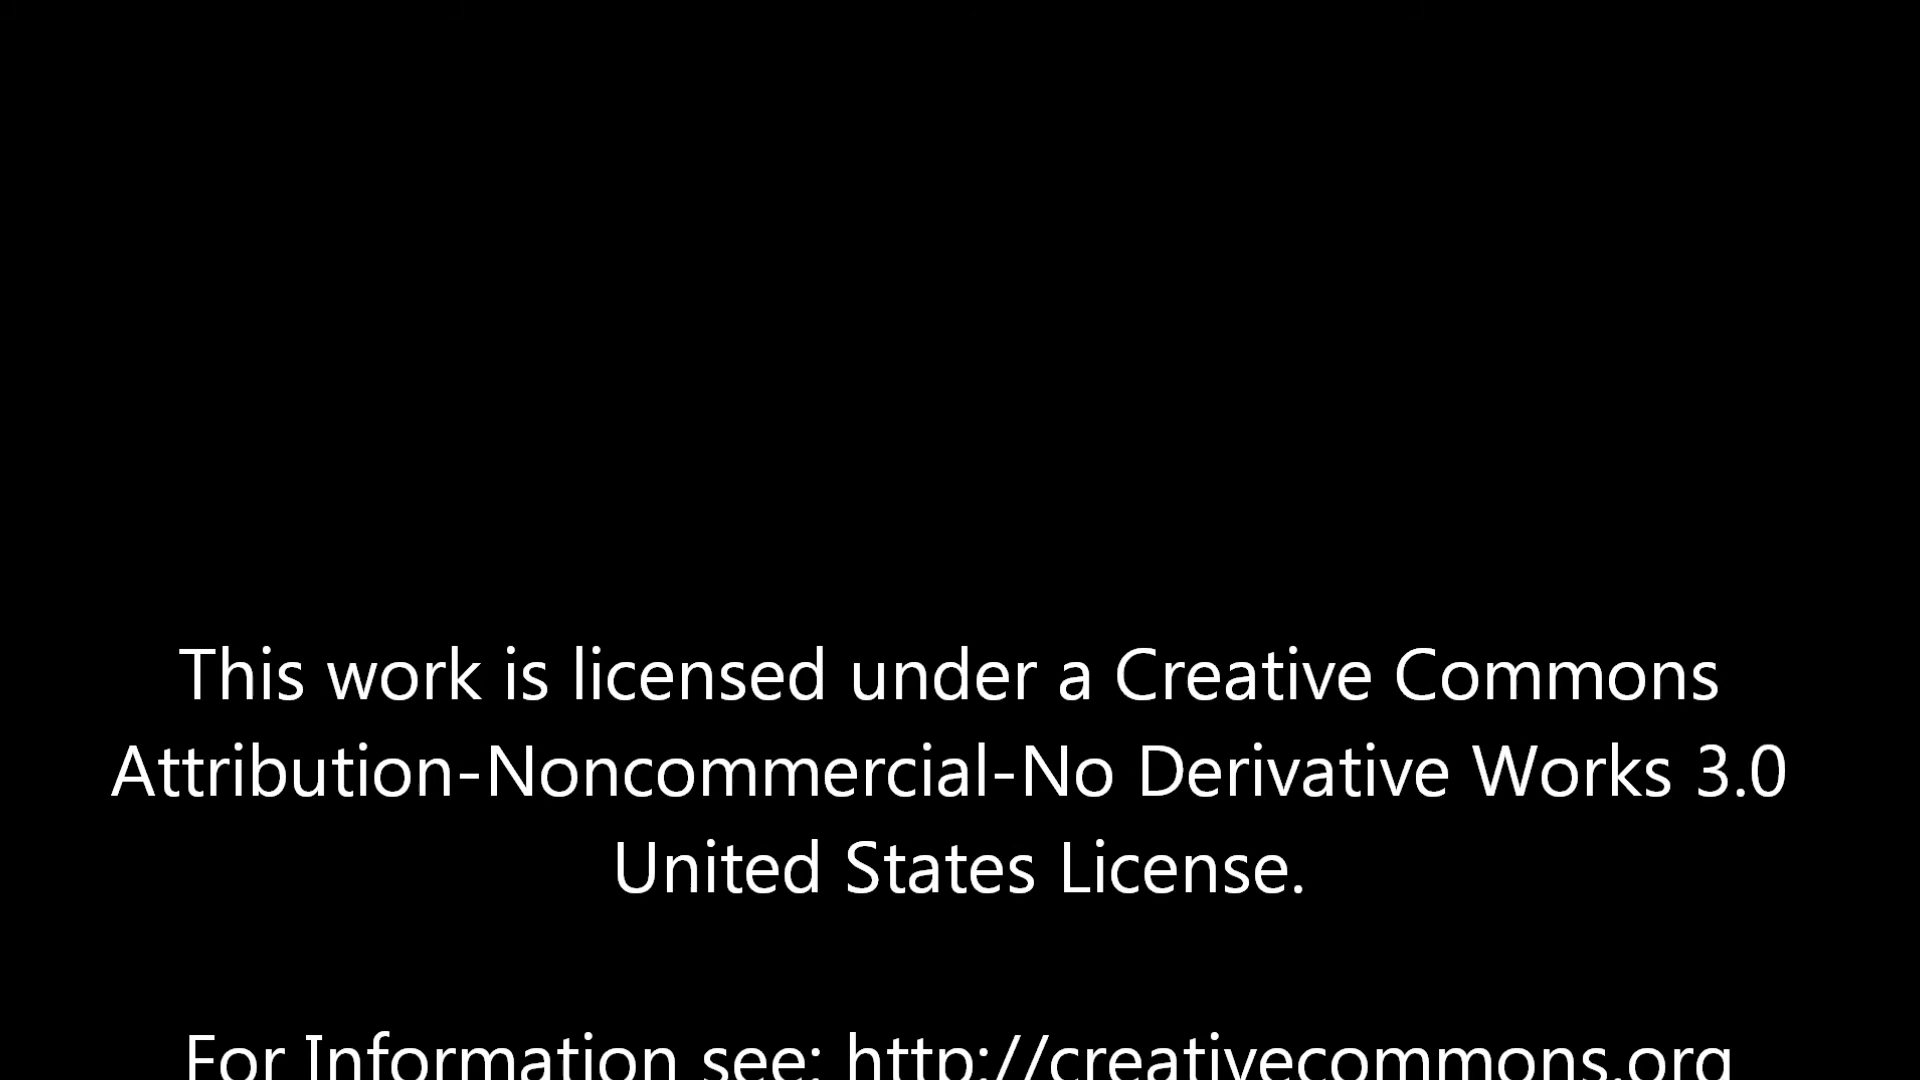 This work is licensed under a Creative Commons
Attribution-Noncommercial-No Derivative Works 3.0
United States License.
For Information see: http://creativecommons.org